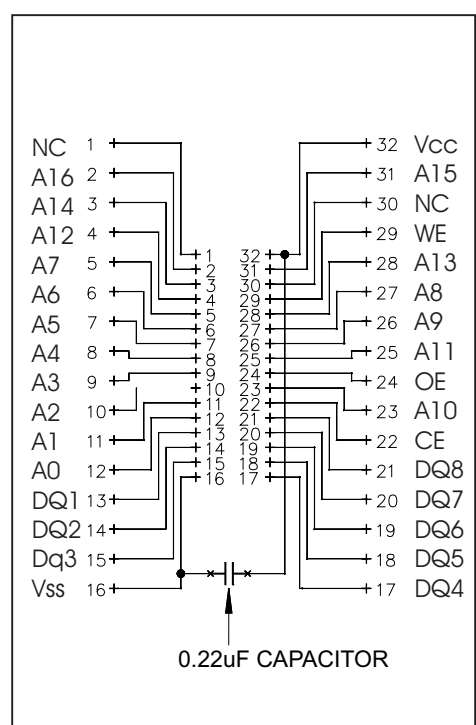 NC 1
A16 2
A14 3
A12 4
A7 5
A6 6
A5 7
A4 8
A3 9
A2 10
A1 11
A0 12
DQ1 13
DQ2 14
Dq3 15
Vss 16
1
2
3
4
5
6
7
8
9
10
11
12
13
14
15
16
32
31
30
29
28
27
26
25
24
23
22
21
20
19
18
17
32 Vcc
31 A15
30 NC
29 WE
28 A13
27 A8
26 A9
25 A11
24 OE
23 A10
22 CE
21 DQ8
20 DQ7
19 DQ6
18 DQ5
17 DQ4
0.22uF CAPACITOR